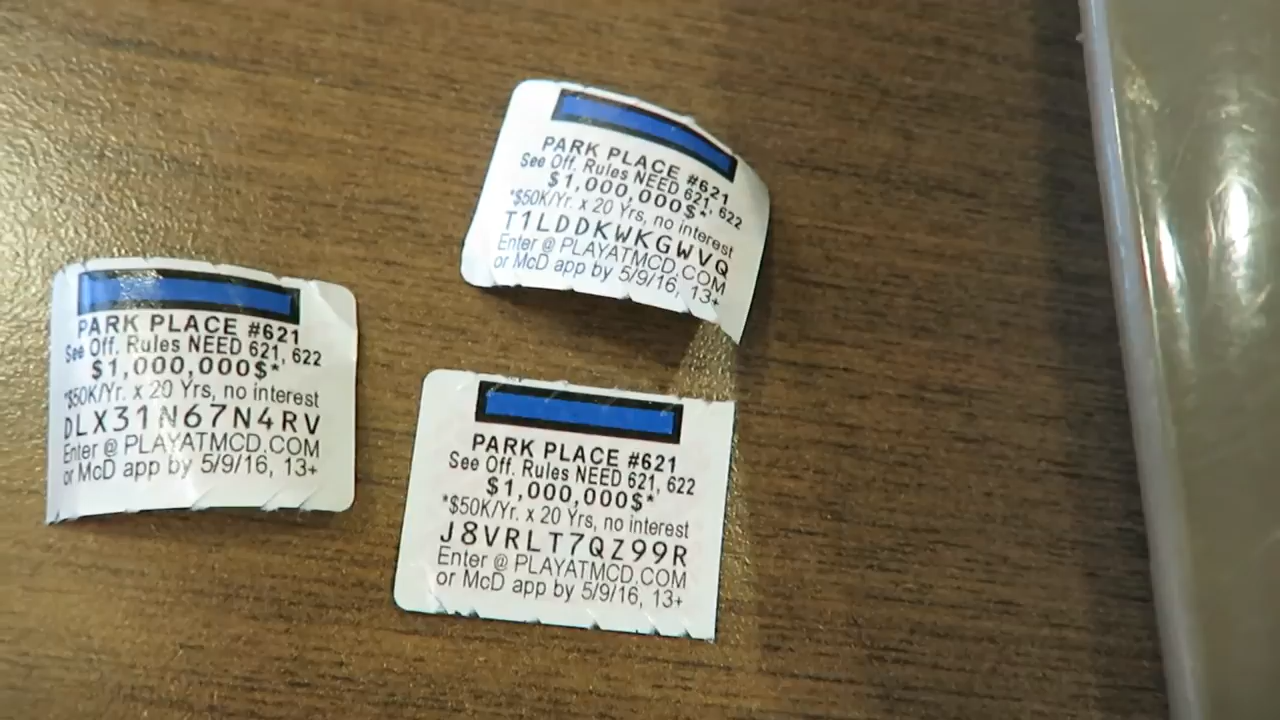 PARK PLACE #621
See Off. Rules NEED 621, 622
$1,000,000$*
*$50K/Yr. x 20 Yrs, no interest
T1LDDKWKGWVQ
Enter @ PLAYATMCD.COM
or McD app by 5/9/16, 13+
PARK PLACE #621
See Off. Rules NEED 621, 622
$1,000,000$*
*$50K/Yr. x 20 Yrs, no interest
DLX31N67N4RV
Enter @ PLAYATMCD.COM
or McD app by 5/9/16, 13+
PARK PLACE #621
See Off. Rules NEED 621, 622
$1,000,000$*
*$50K/Yr. x 20 Yrs, no interest
J8VRLT7QZ99R
Enter @ PLAYATMCD.COM
or McD app by 5/9/16, 13+